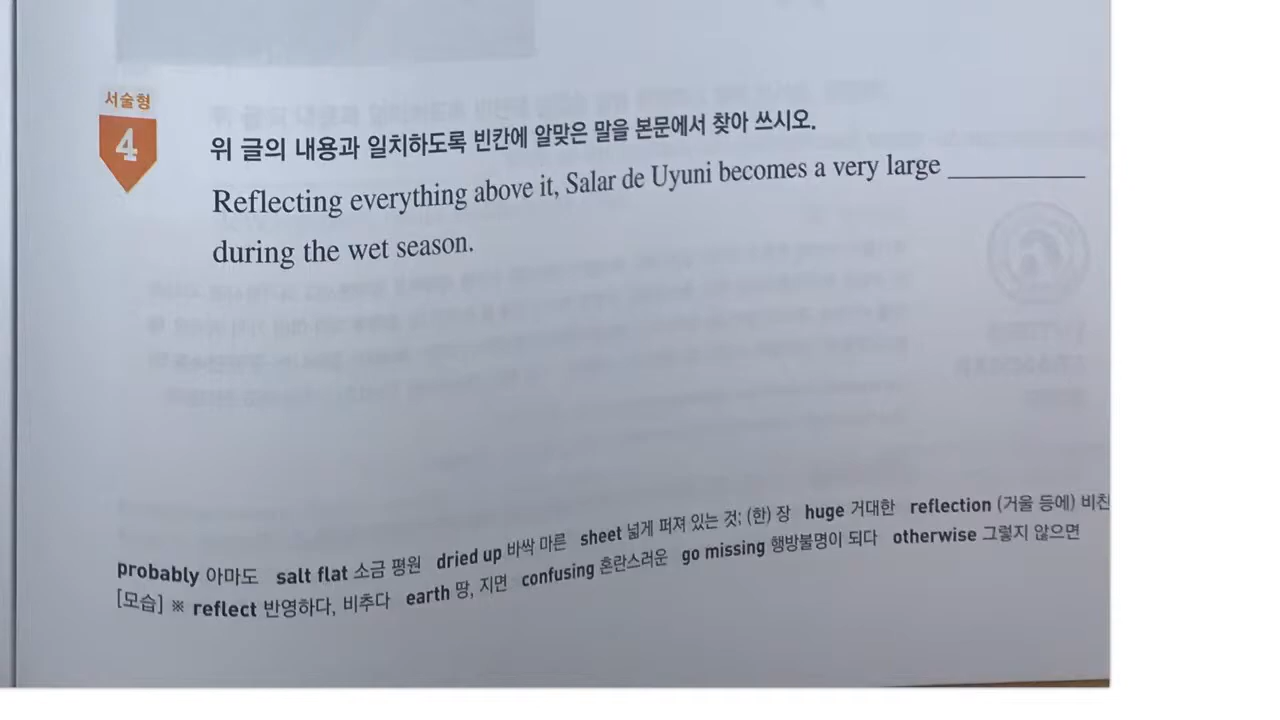 서술형
4
위 글의 내용과 일치하도록 빈칸에 알맞은 말을 본문에서 찾아 쓰시오.
Reflecting everything above it, Salar de Uyuni becomes a very large ________
during the wet season.
probably 아마도 salt flat 소금 평원 dried up 바싹 마른 sheet 넓게 퍼져 있는 것; (한) 장 huge 거대한 reflection (거울 등에) 비친
[모습] ※ reflect 반영하다, 비추다 earth 땅, 지면 confusing 혼란스러운 go missing 행방불명이 되다 otherwise 그렇지 않으면